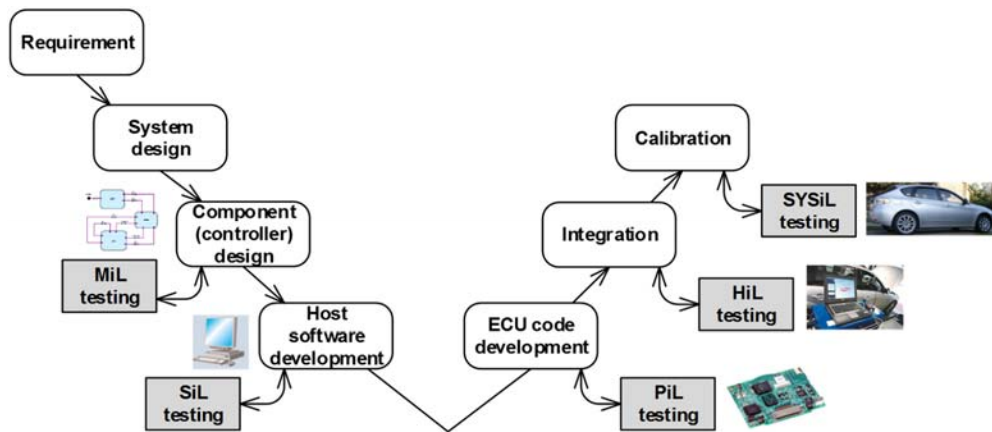 Requirement
System
design
Component
(controller)
design
MiL
testing
Host
software
development
SiL
testing
ECU code
development
PiL
testing
Integration
HiL
testing
Calibration
SYSiL
testing